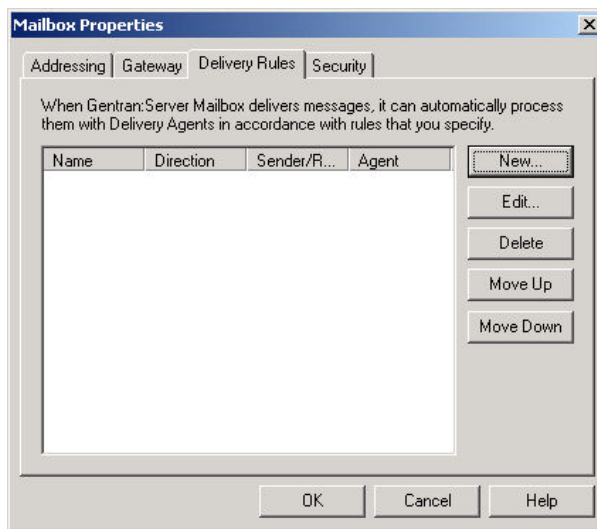 Mailbox Properties
Addressing Gateway Delivery Rules Security
When Gentran:Server Mailbox delivers messages, it can automatically process
them with Delivery Agents in accordance with rules that you specify.
Name Direction Sender/R... Agent
New...
Edit...
Delete
Move Up
Move Down
OK Cancel Help